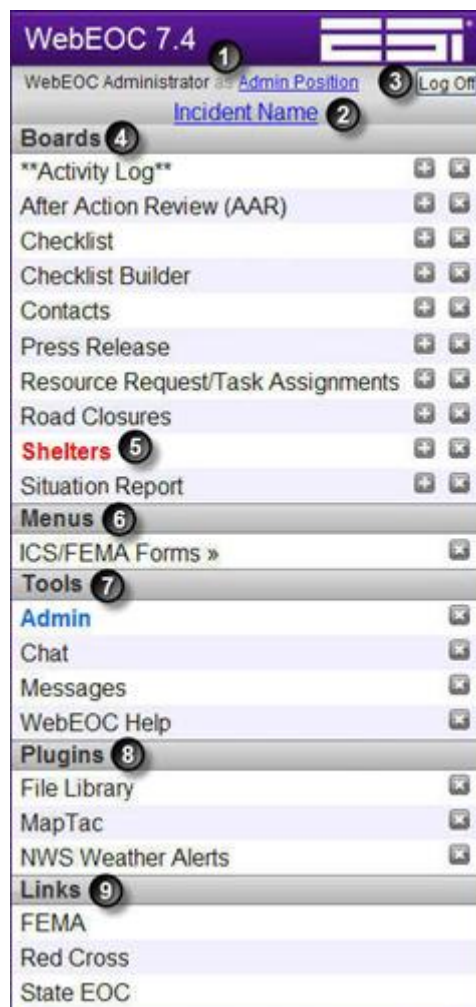 WebEOC 7.4 ESi
1
WebEOC Administrator as Admin Position 3 Log Off
Incident Name 2
Boards 4
**Activity Log**
After Action Review (AAR)
Checklist
Checklist Builder
Contacts
Press Release
Resource Request/Task Assignments
Road Closures
Shelters 5
Situation Report
Menus 6
ICS/FEMA Forms »
Tools 7
Admin
Chat
Messages
WebEOC Help
Plugins 8
File Library
MapTac
NWS Weather Alerts
Links 9
FEMA
Red Cross
State EOC